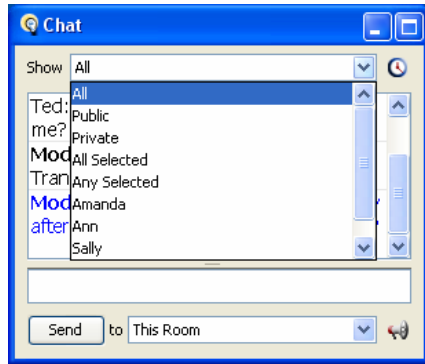 Chat
Show All
All
Public
Private
All Selected
Any Selected
Amanda
Ann
Sally
Ted:
me?
Mod
Tran
Mod
after
Send to This Room